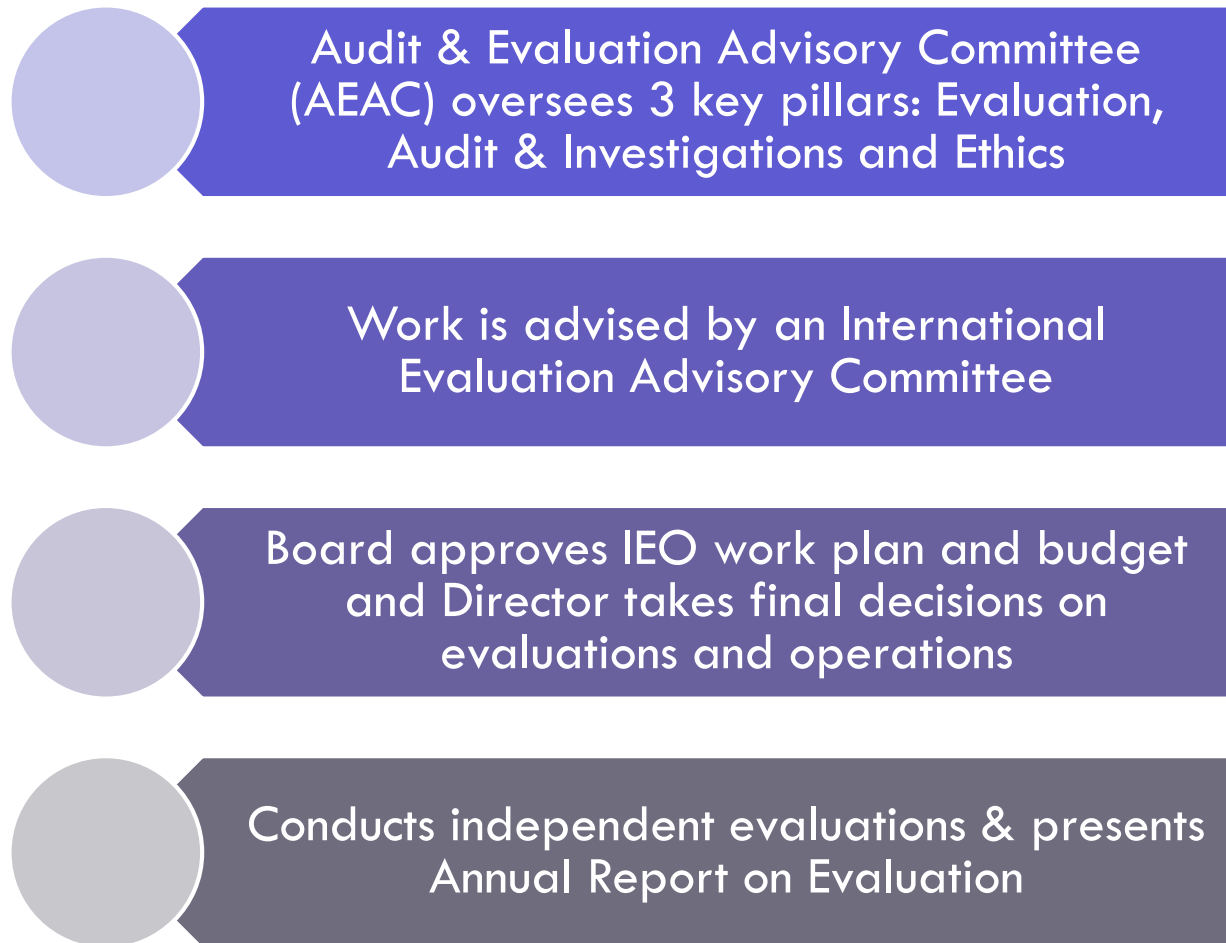 Audit & Evaluation Advisory Committee
(AEAC) oversees 3 key pillars: Evaluation,
Audit & Investigations and Ethics
Work is advised by an International
Evaluation Advisory Committee
Board approves IEO work plan and budget
and Director takes final decisions on
evaluations and operations
Conducts independent evaluations & presents
Annual Report on Evaluation